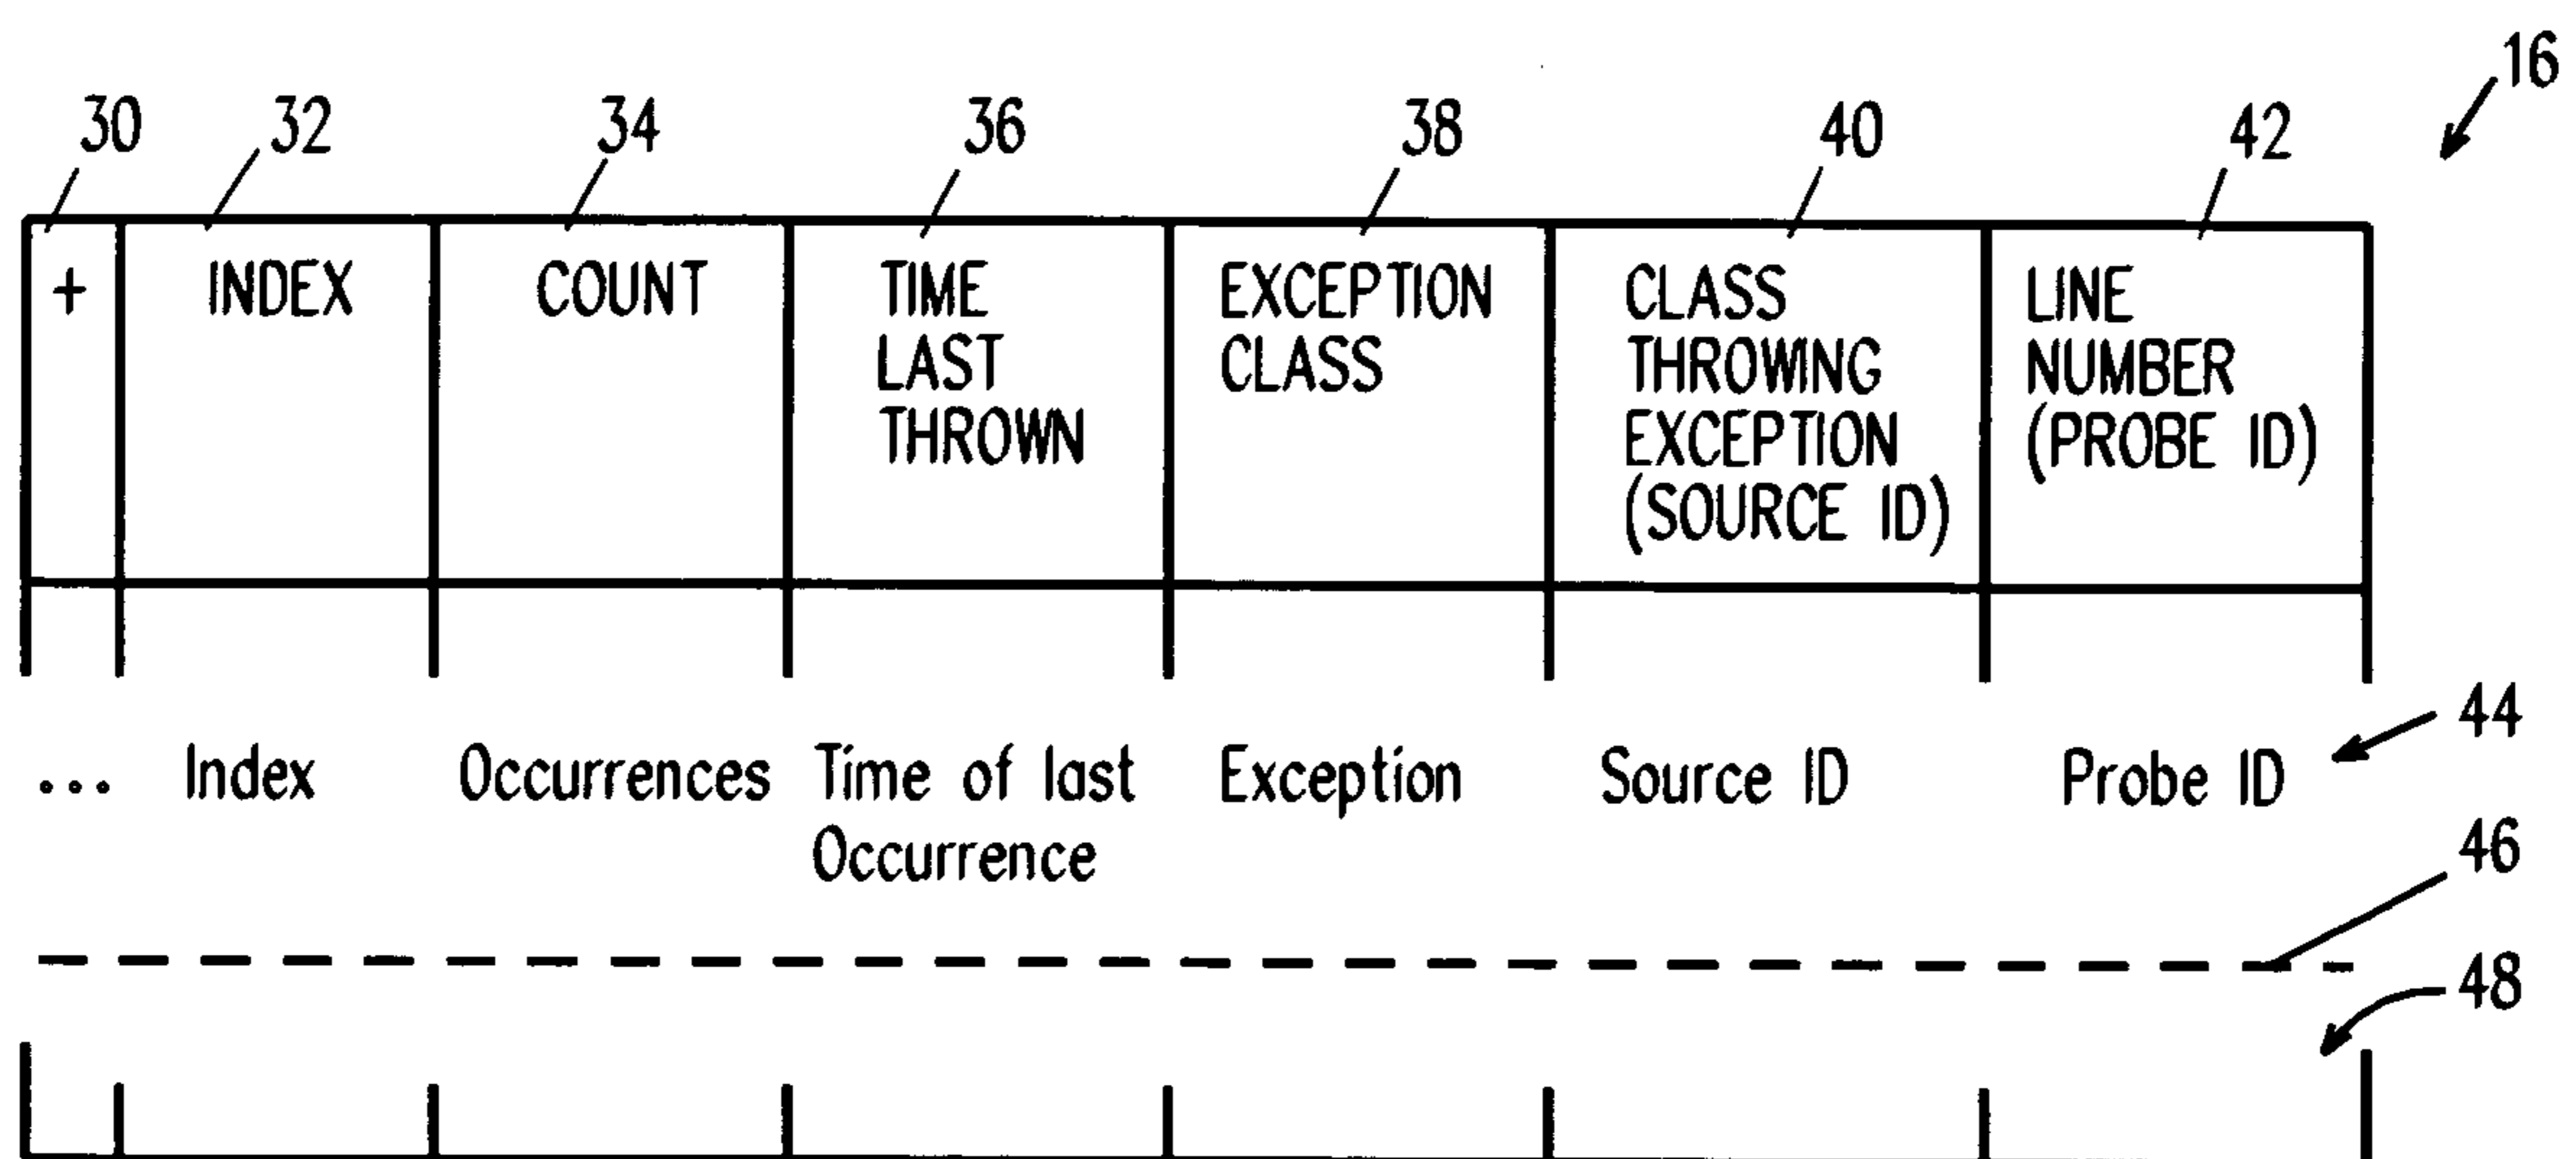 16
30 32 34 36 38 40 42
+ INDEX COUNT TIME LAST THROWN EXCEPTION CLASS CLASS THROWING EXCEPTION (SOURCE ID) LINE NUMBER (PROBE ID)
44
... Index Occurrences Time of last Occurrence Exception Source ID Probe ID
46
48